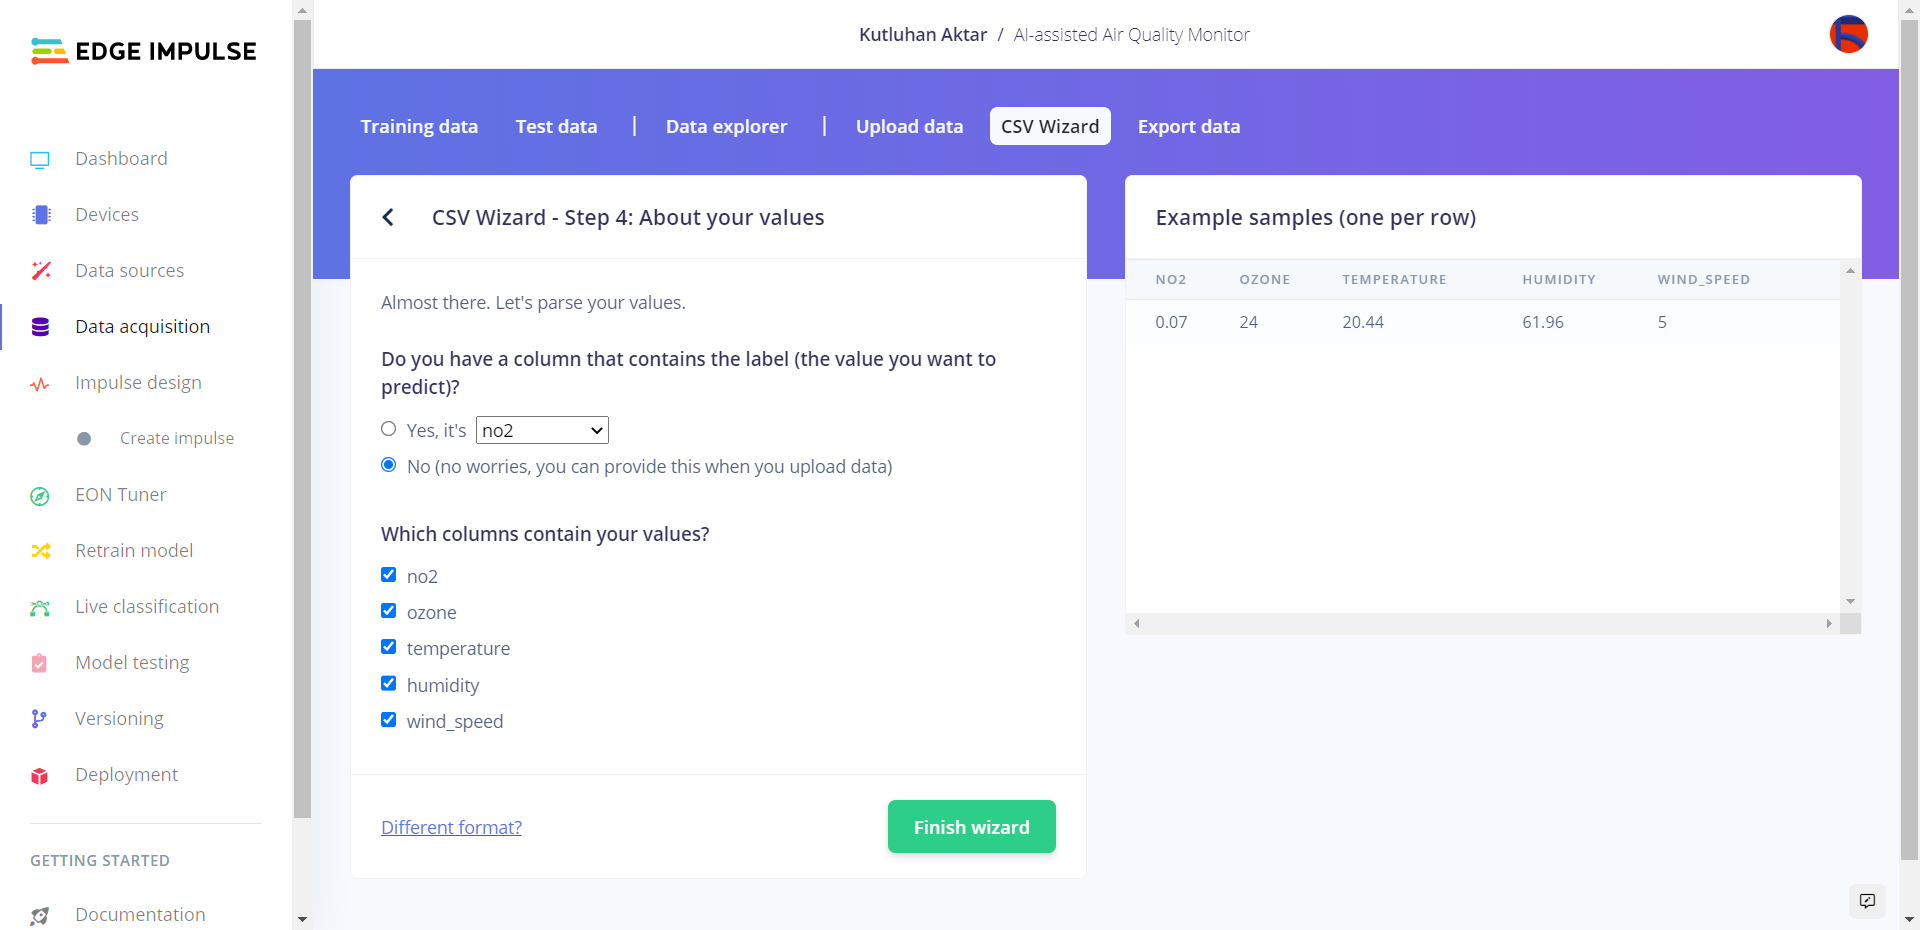 EDGE IMPULSE
Kutluhan Aktar / AI-assisted Air Quality Monitor
Dashboard
Devices
Data sources
Data acquisition
Impulse design
Create impulse
EON Tuner
Retrain model
Live classification
Model testing
Versioning
Deployment
GETTING STARTED
Documentation
Training data Test data | Data explorer | Upload data CSV Wizard Export data
CSV Wizard - Step 4: About your values
Almost there. Let's parse your values.
Do you have a column that contains the label (the value you want to
predict)?
Yes, it's no2
No (no worries, you can provide this when you upload data)
Which columns contain your values?
no2
ozone
temperature
humidity
wind_speed
Different format? Finish wizard
Example samples (one per row)
NO2 OZONE TEMPERATURE HUMIDITY WIND_SPEED
0.07 24 20.44 61.96 5